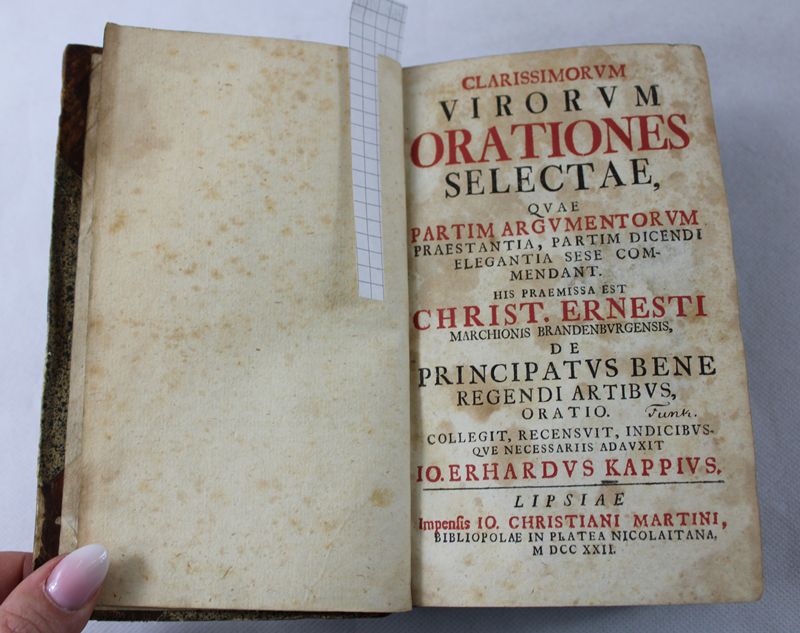 CLARISSIMORVM
VIRORVM
ORATIONES
SELECTAE,
QVAE
PARTIM ARGVMENTORVM
PRAESTANTIA, PARTIM DICENDI
ELEGANTIA SESE COM-
MENDANT.
HIS PRAEMISSA EST
CHRIST. ERNESTI
MARCHIONIS BRANDENBVRGENSIS,
DE
PRINCIPATVS BENE
REGENDI ARTIBVS,
ORATIO.
COLLEGIT, RECENSVIT, INDICIBVS-
QVE NECESSARIIS ADAVXIT
IO. ERHARDVS KAPPIVS.
LIPSIAE
Impensis IO. CHRISTIANI MARTINI,
BIBLIOPOLAE IN PLATEA NICOLAITANA,
M DCC XXII.